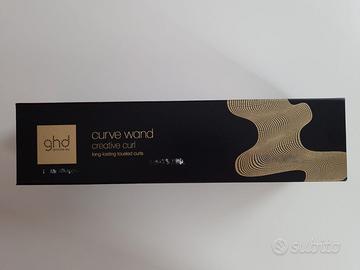 ghd
curve wand
creative curl
long-lasting tousled curls
subito